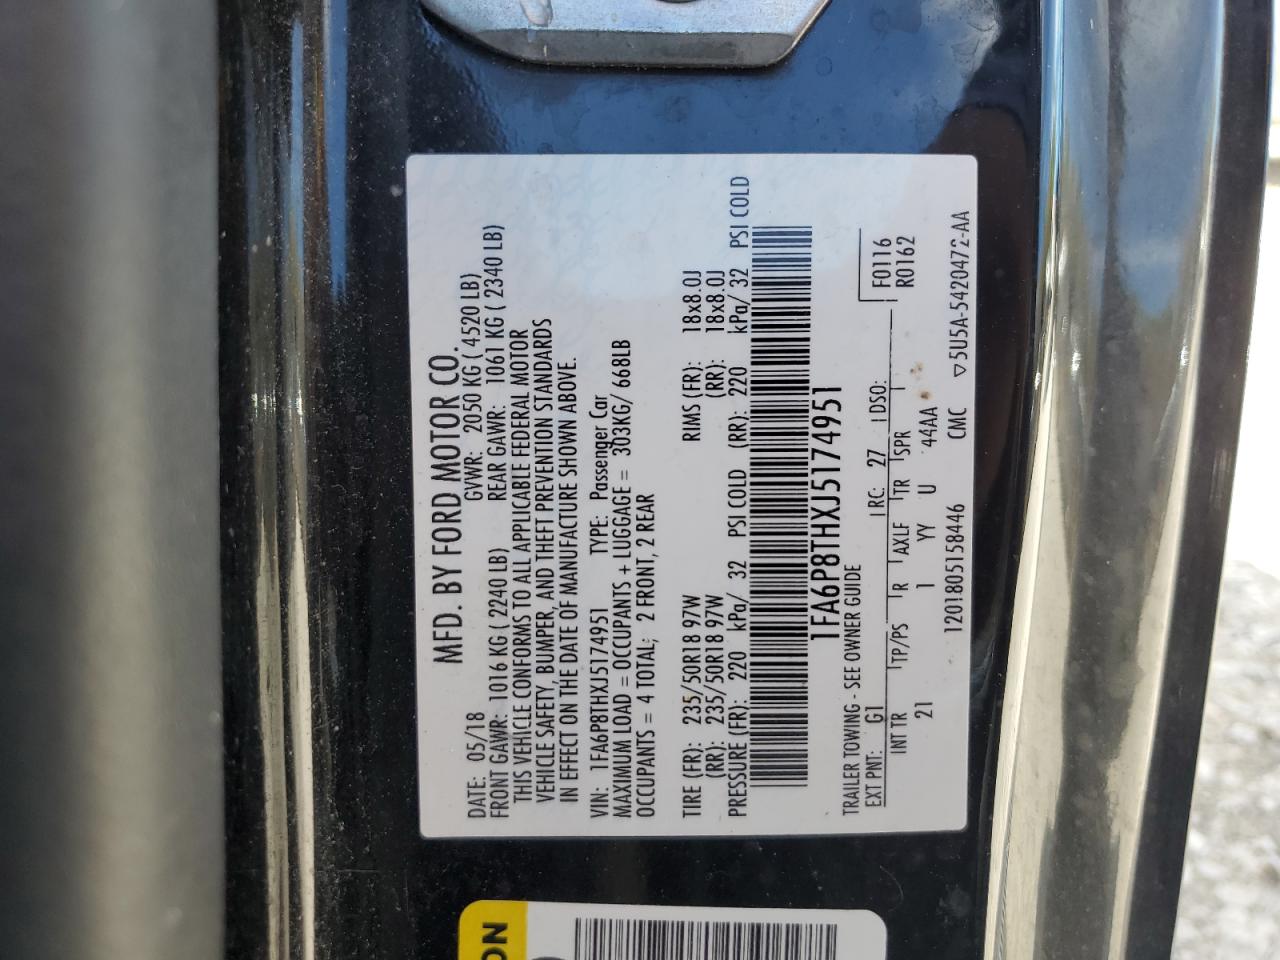 MFD. BY FORD MOTOR CO.
DATE: 05/18 GVWR: 2050 KG ( 4520 LB)
FRONT GAWR: 1016 KG ( 2240 LB) REAR GAWR: 1061 KG ( 2340 LB)
THIS VEHICLE CONFORMS TO ALL APPLICABLE FEDERAL MOTOR
VEHICLE SAFETY, BUMPER, AND THEFT PREVENTION STANDARDS
IN EFFECT ON THE DATE OF MANUFACTURE SHOWN ABOVE.
VIN: 1FA6P8THXJ5174951 TYPE: Passenger Car
MAXIMUM LOAD = OCCUPANTS + LUGGAGE = 303KG/ 668LB
OCCUPANTS = 4 TOTAL; 2 FRONT, 2 REAR
TIRE (FR): 235/50R18 97W RIMS (FR): 18x8.0J
(RR): 235/50R18 97W (RR): 18x8.0J
PRESSURE (FR): 220 kPa/ 32 PSI COLD (RR): 220 kPa/ 32 PSI COLD
1FA6P8THXJ5174951
TRAILER TOWING - SEE OWNER GUIDE
EXT PNT: G1 RC: 27 DSO: F0116
INT TR TP/PS R AXLE TR SPR R0162
21 I YY U 44AA
1201805158446 CMC ▽5U5A-5420472-AA
ON